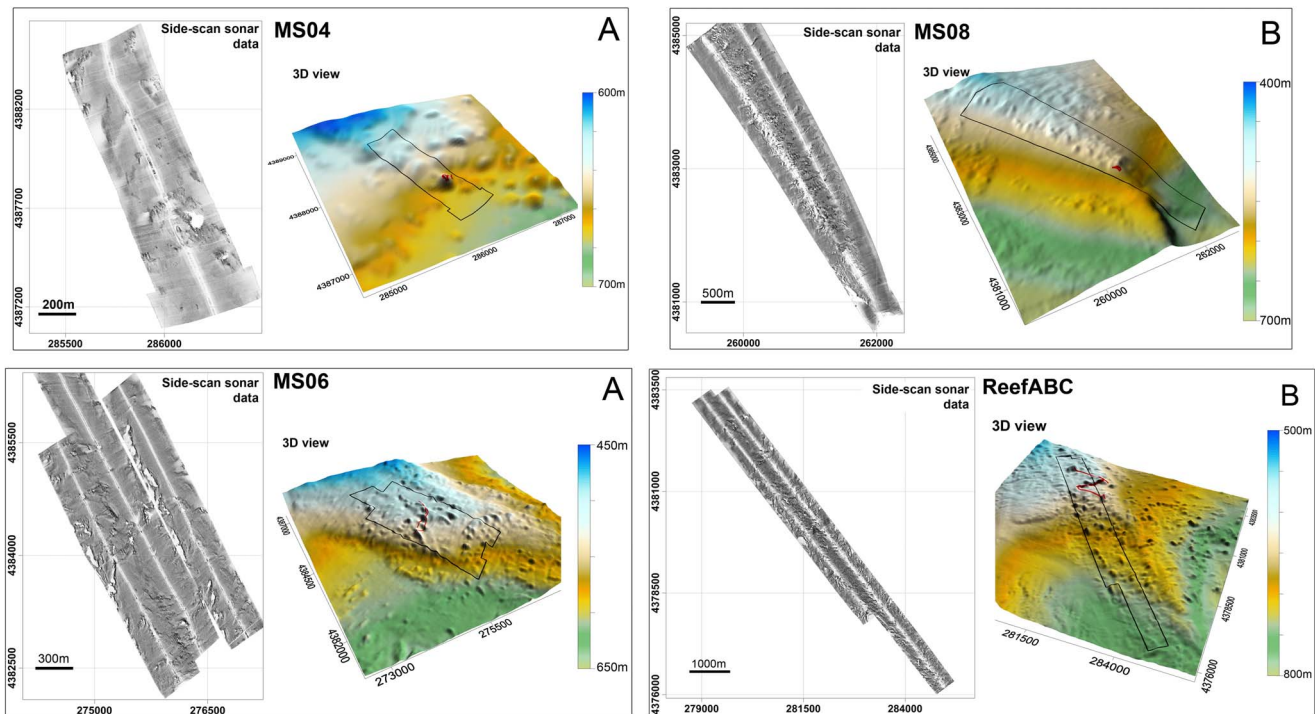 Side-scan sonar
data
MS04
A
3D view
4388200
4387700
4387200
200m
285500
286000
4389000
4388000
4387000
285000
286000
287000
600m
700m
Side-scan sonar
data
MS08
B
3D view
4385000
4383000
4381000
500m
260000
262000
4385000
4383000
4381000
260000
262000
400m
700m
Side-scan sonar
data
MS06
A
3D view
4385500
4384000
4382500
300m
275000
276500
4387000
4384500
4382000
273000
275500
450m
650m
Side-scan sonar
data
ReefABC
B
3D view
4383500
4381000
4378500
4376000
1000m
279000
281500
284000
281500
284000
4381000
4378500
4376000
500m
800m